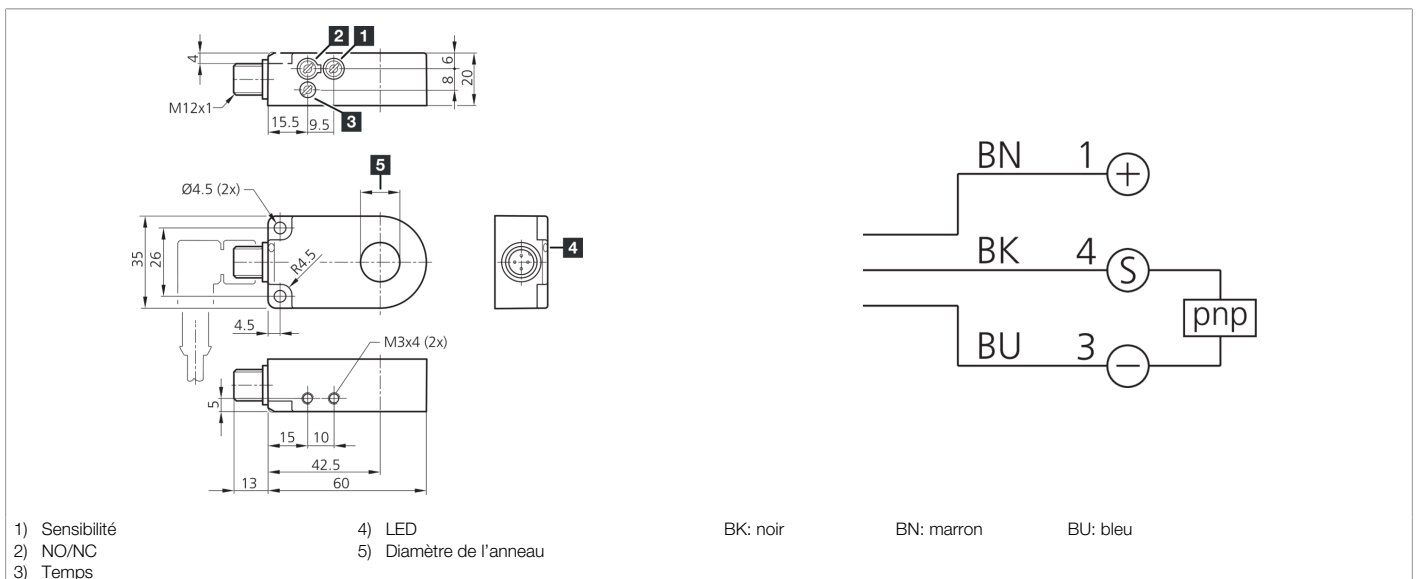 2 1
4
6
8
20
M12x1
15.5 9.5 3
5
Ø4.5 (2x)
35
26
R4.5
4
4.5
M3x4 (2x)
5
15 10
42.5
13 60
BN 1 +
BK 4 S
pnp
BU 3 −
1) Sensibilité
2) NO/NC
3) Temps
4) LED
5) Diamètre de l'anneau
BK: noir BN: marron BU: bleu